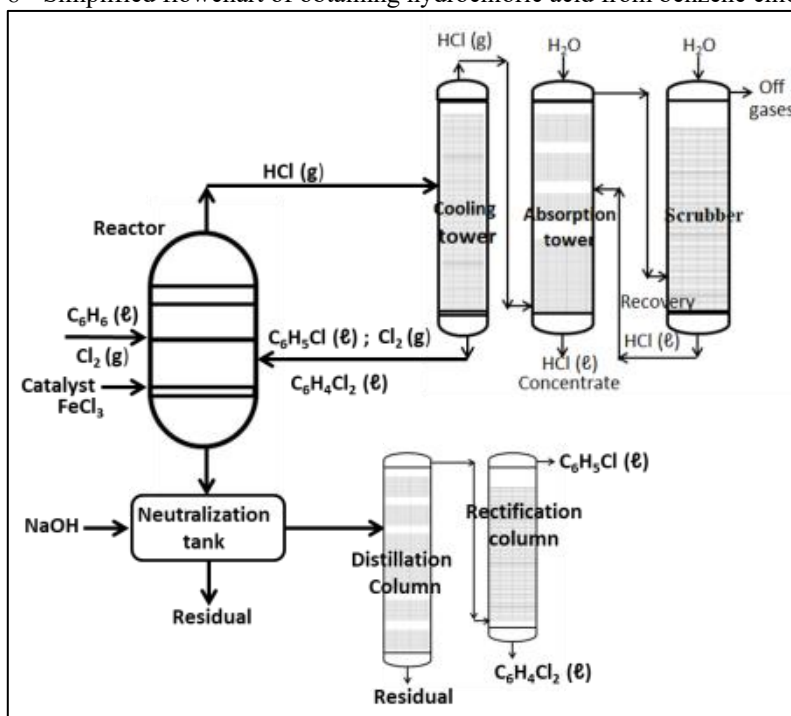 HCl (g)
H₂O
H₂O
Off
gases
HCl (g)
Reactor
Cooling
tower
Absorption
tower
Scrubber
C₆H₆ (ℓ)
Cl₂ (g)
C₆H₅Cl (ℓ) ; Cl₂ (g)
C₆H₄Cl₂ (ℓ)
Recovery
HCl (ℓ)
HCl (ℓ)
Concentrate
Catalyst
FeCl₃
NaOH
Neutralization
tank
Residual
Distillation
Column
Rectification
column
C₆H₅Cl (ℓ)
C₆H₄Cl₂ (ℓ)
Residual